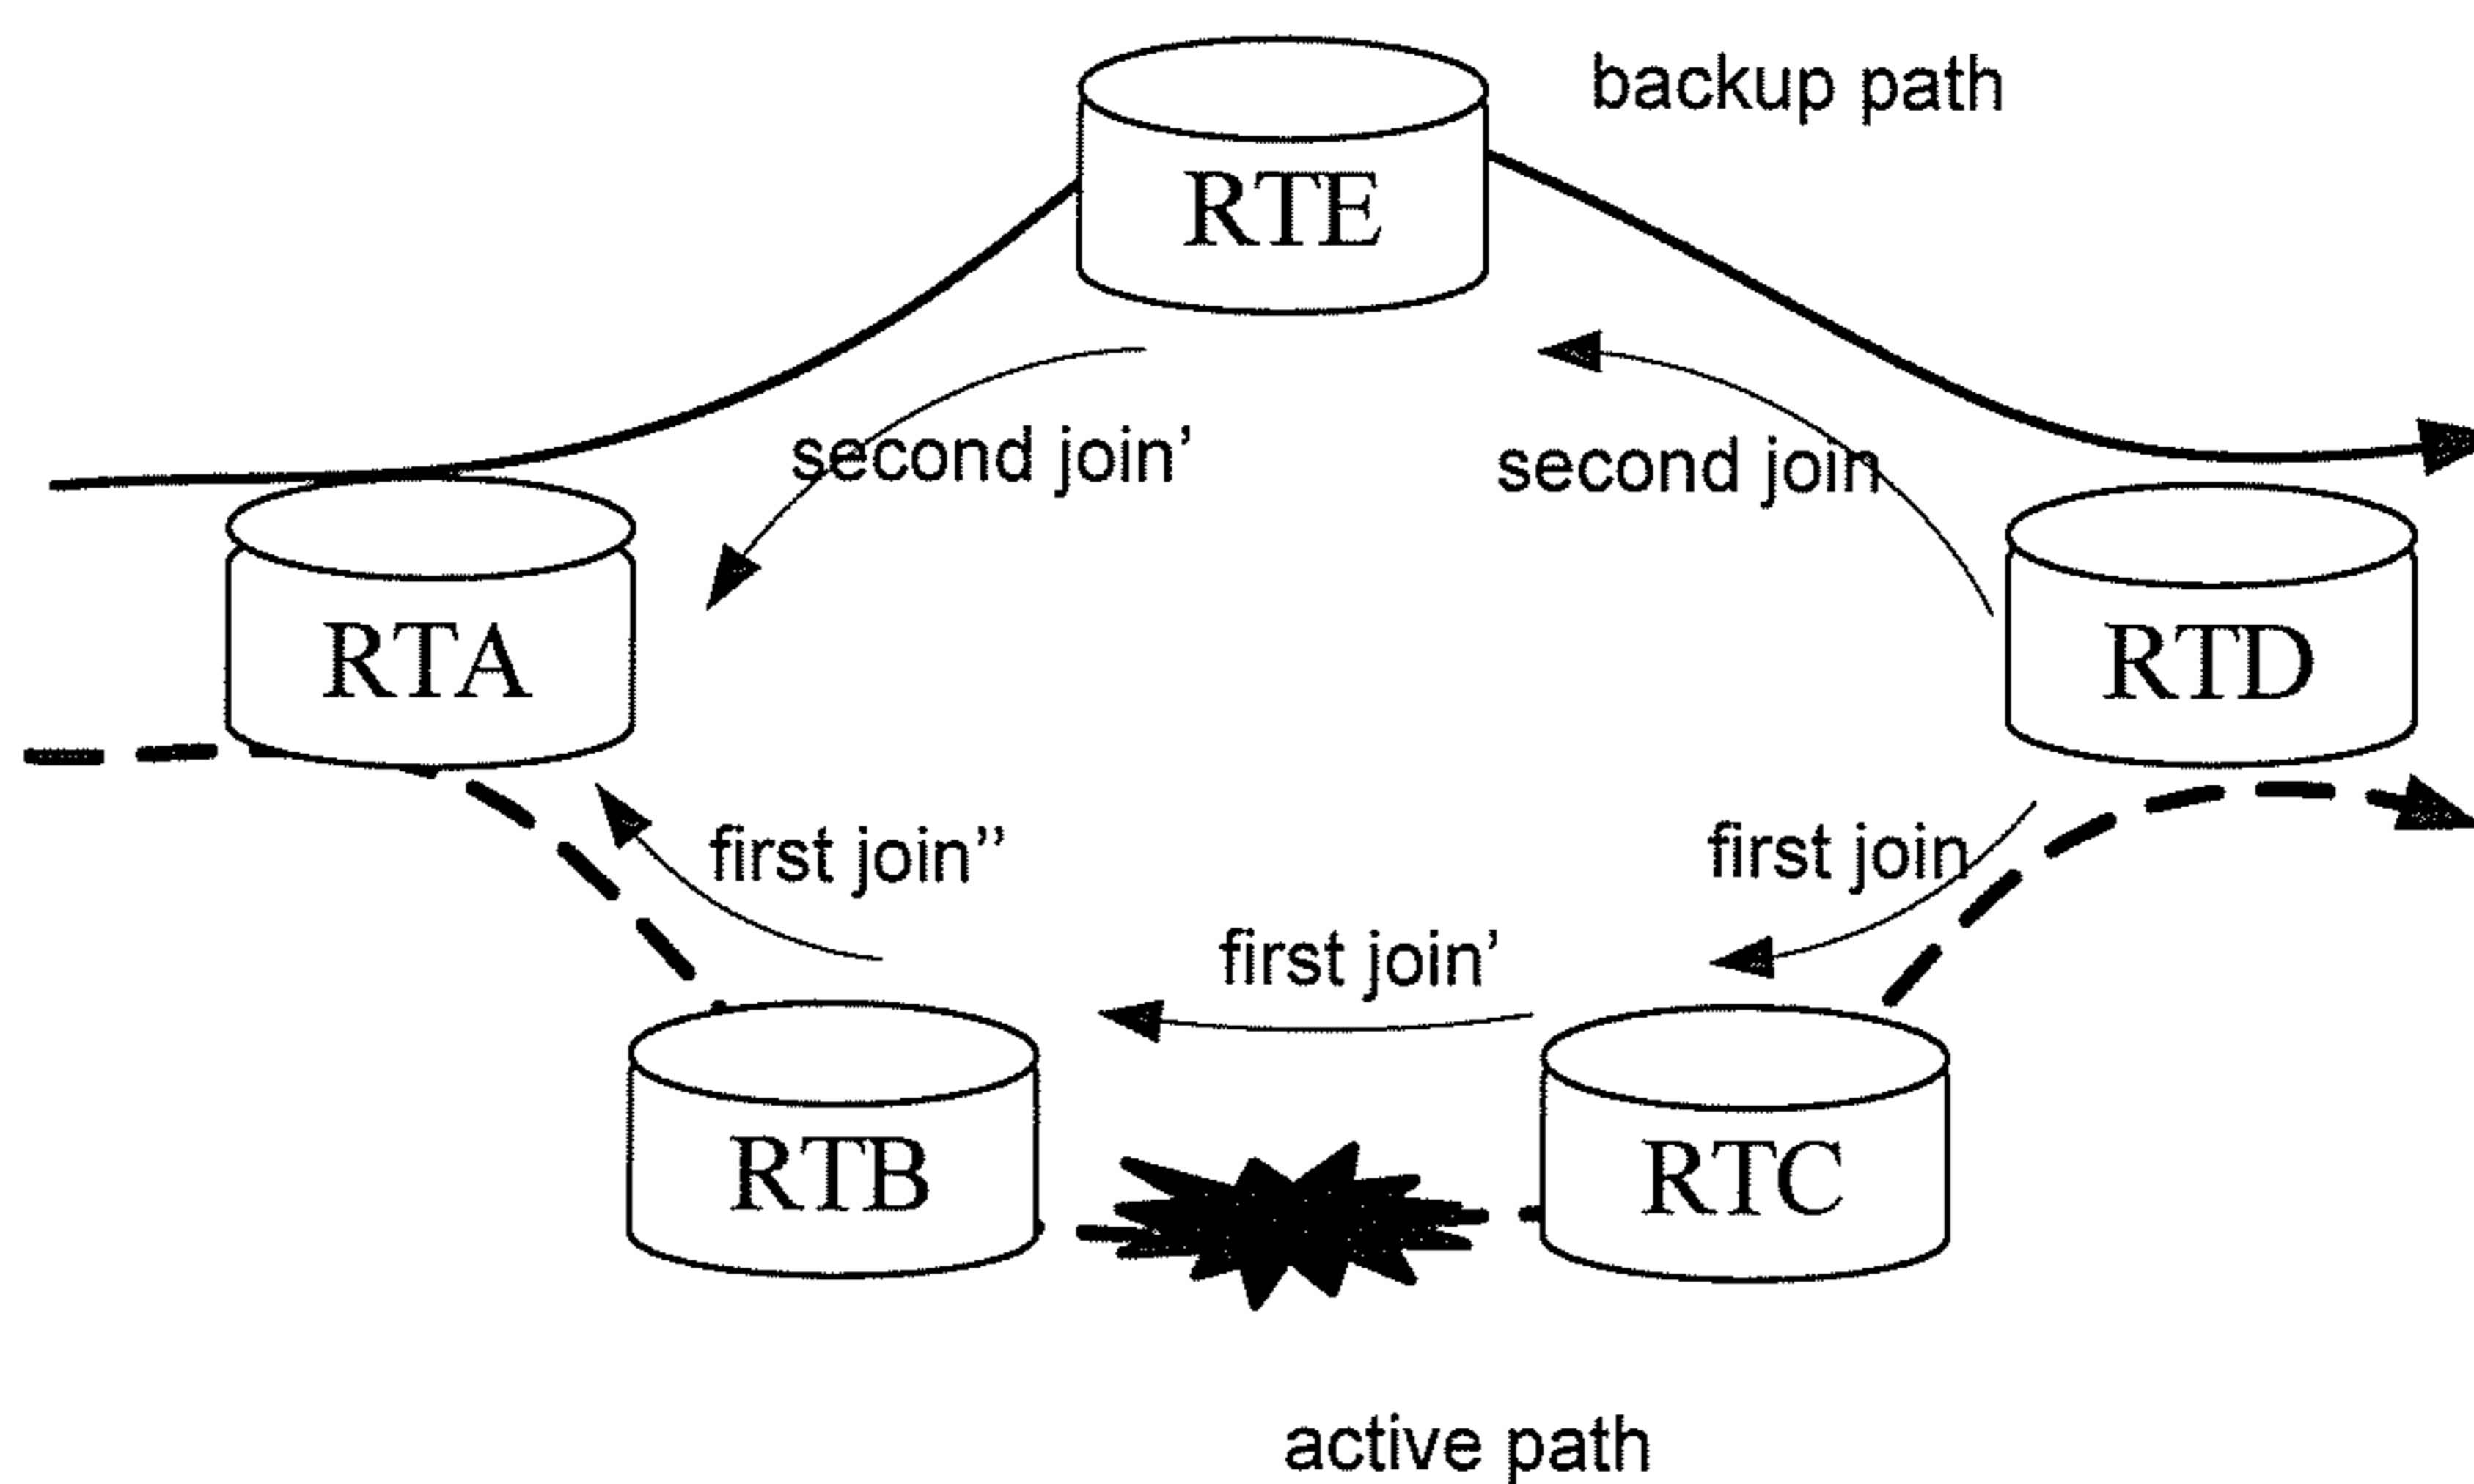 backup path
RTE
second join’
second join
RTA
RTD
first join’’
first join
first join’
RTB
RTC
active path